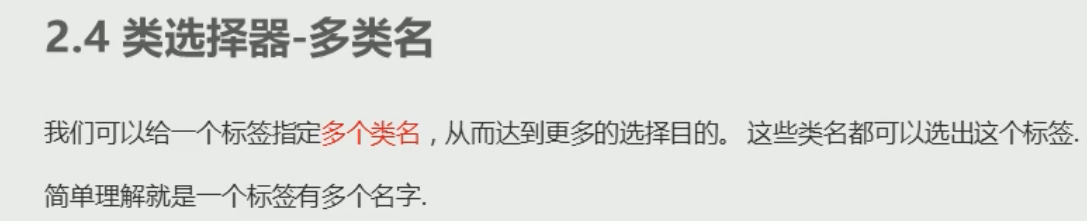 2.4 类选择器-多类名
我们可以给一个标签指定多个类名，从而达到更多的选择目的。 这些类名都可以选出这个标签.
简单理解就是一个标签有多个名字.